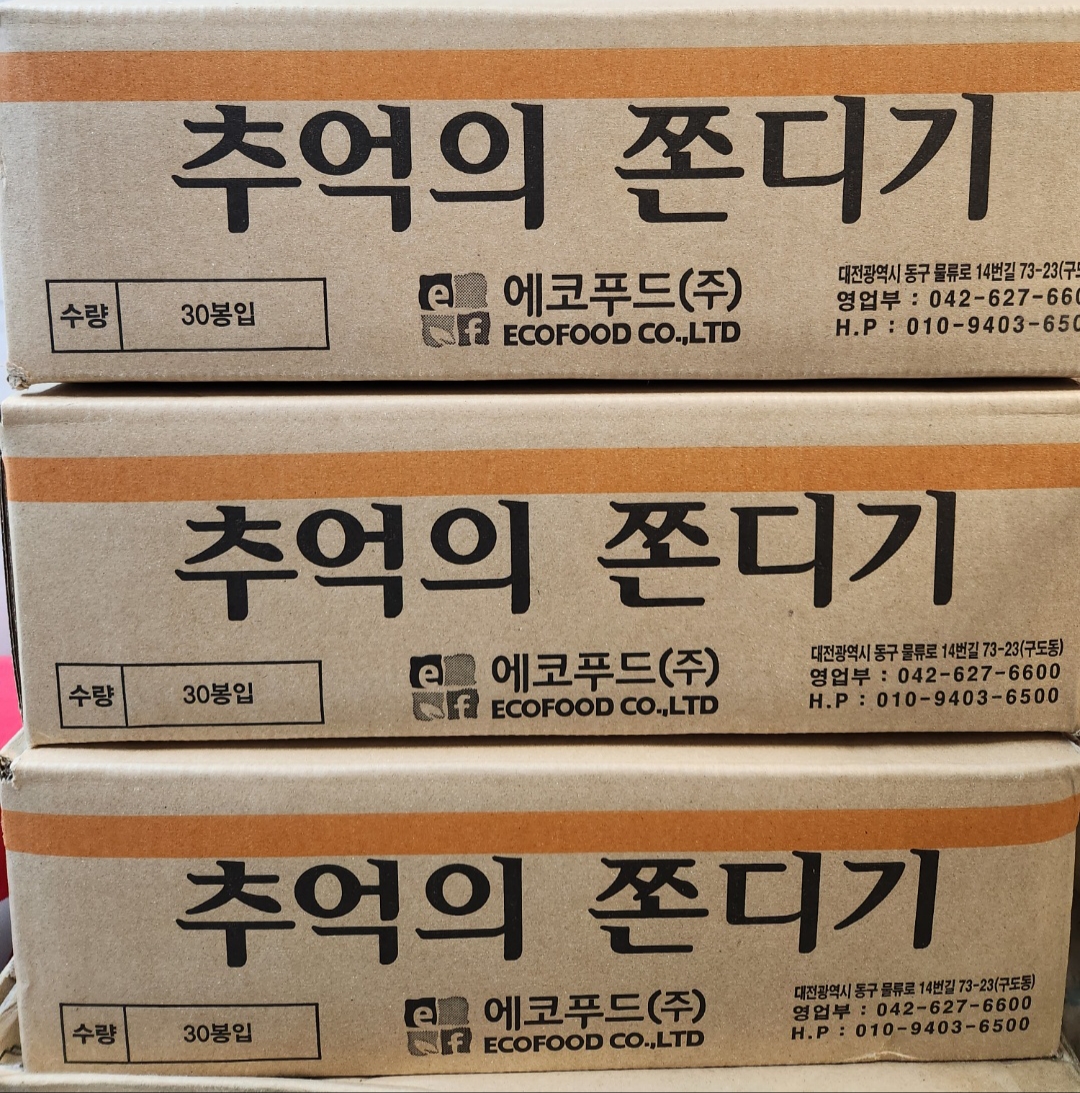 추억의 쫀디기
수량 30봉입
e f
에코푸드(주)
ECOFOOD CO.,LTD
대전광역시 동구 물류로 14번길 73-23(구도
영업부 : 042-627-660
H.P : 010-9403-650
추억의 쫀디기
수량 30봉입
e f
에코푸드(주)
ECOFOOD CO.,LTD
대전광역시 동구 물류로 14번길 73-23(구도동)
영업부 : 042-627-6600
H.P : 010-9403-6500
추억의 쫀디기
수량 30봉입
e f
에코푸드(주)
ECOFOOD CO.,LTD
대전광역시 동구 물류로 14번길 73-23(구도동)
영업부 : 042-627-6600
H.P : 010-9403-6500